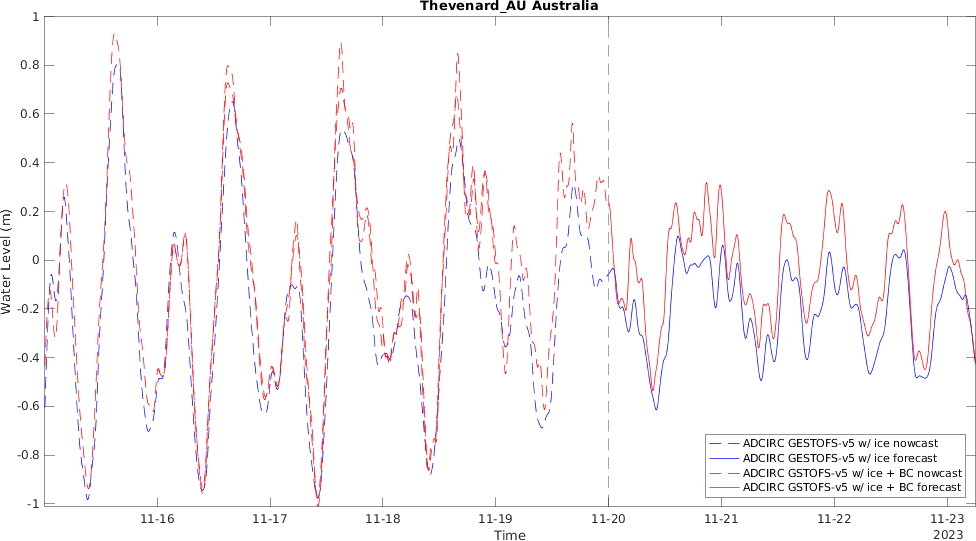 Thevenard_AU Australia
1
0.8
0.6
0.4
0.2
0
-0.2
-0.4
-0.6
-0.8
-1
Water Level (m)
11-16
11-17
11-18
11-19
11-20
11-21
11-22
11-23
2023
Time
ADCIRC GESTOFS-v5 w/ ice nowcast
ADCIRC GESTOFS-v5 w/ ice forecast
ADCIRC GSTOFS-v5 w/ ice + BC nowcast
ADCIRC GSTOFS-v5 w/ ice + BC forecast